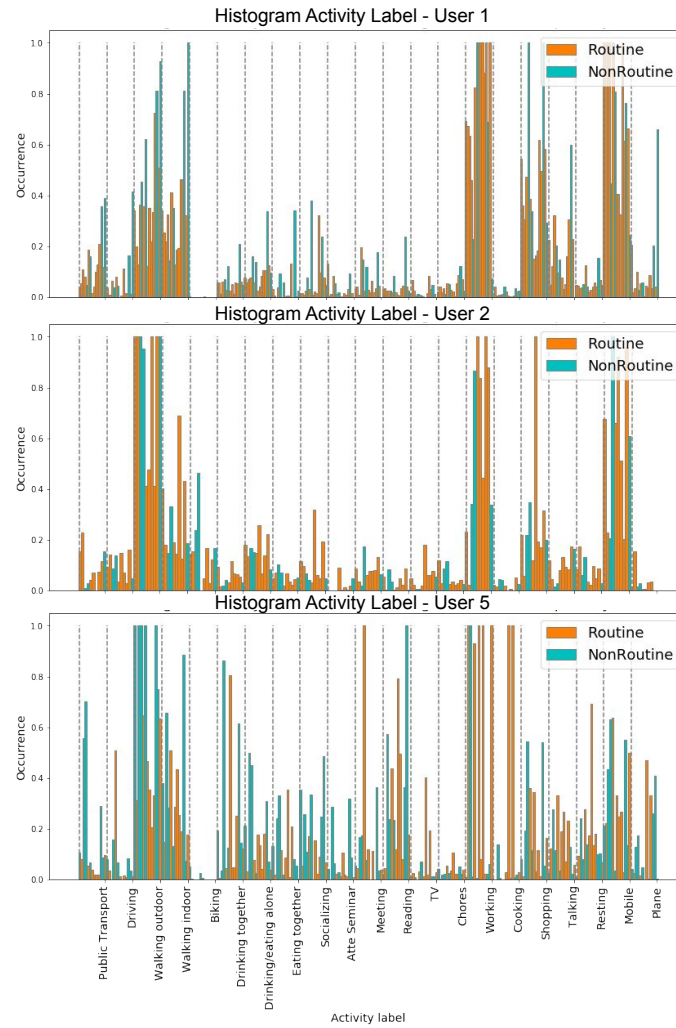 Histogram Activity Label - User 1
1.0
Routine
NonRoutine
0.8
0.6
Occurrence
0.4
0.2
0.0
Histogram Activity Label - User 2
1.0
Routine
NonRoutine
0.8
0.6
Occurrence
0.4
0.2
0.0
Histogram Activity Label - User 5
1.0
Routine
NonRoutine
0.8
0.6
Occurrence
0.4
0.2
0.0
Public Transport
Driving
Walking outdoor
Walking indoor
Biking
Drinking together
Drinking/eating alone
Eating together
Socializing
Atte Seminar
Meeting
Reading
TV
Chores
Working
Cooking
Shopping
Talking
Resting
Mobile
Plane
Activity label